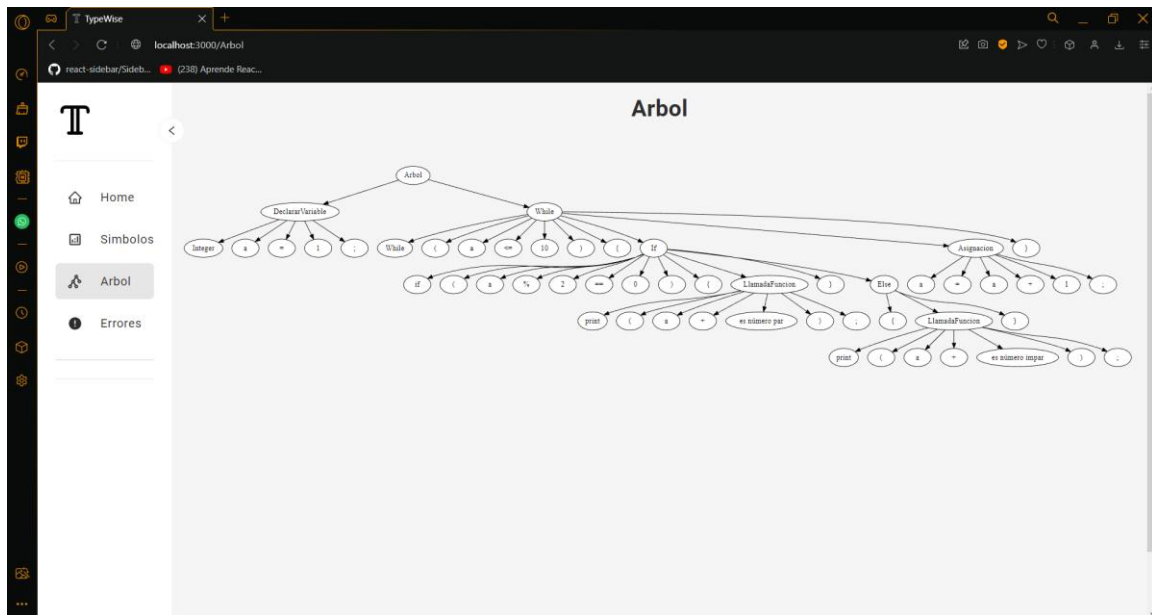 TypeWise
localhost:3000/Arbol
react-sidebar/Sideb...
(238) Aprende Reac...
Arbol
Home
Simbolos
Arbol
Errores
Arbol
DeclararVariable
While
Integer
a
=
1
;
While
(
a
<=
10
)
{
If
Asignacion
}
if
(
a
%
2
==
0
)
{
LlamadaFuncion
}
Else
a
=
a
+
1
;
print
(
a
+
es número par
)
;
{
LlamadaFuncion
}
print
(
a
+
es número impar
)
;